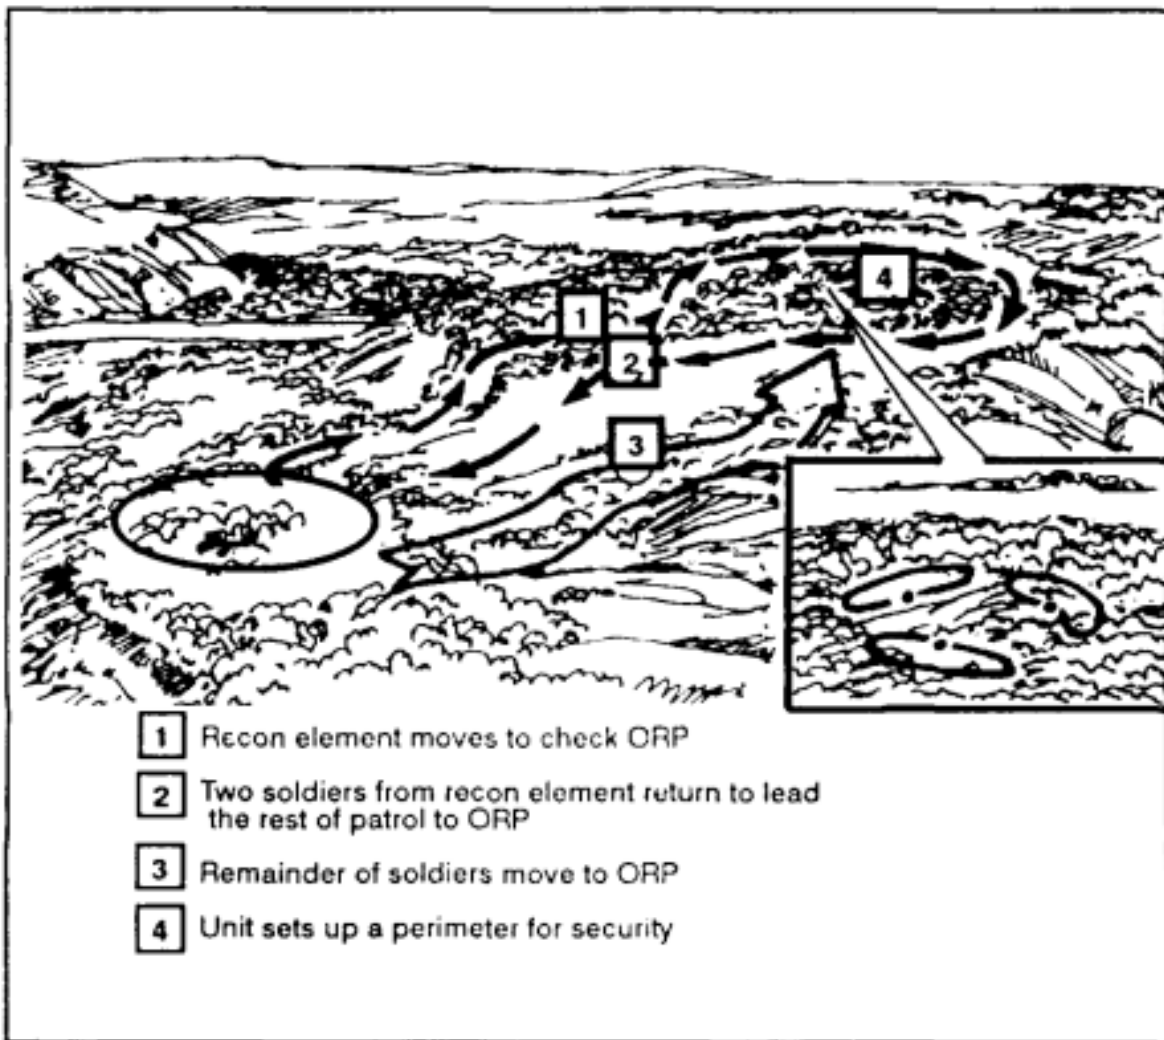 1
4
2
3
1 Recon element moves to check ORP
2 Two soldiers from recon element return to lead
the rest of patrol to ORP
3 Remainder of soldiers move to ORP
4 Unit sets up a perimeter for security